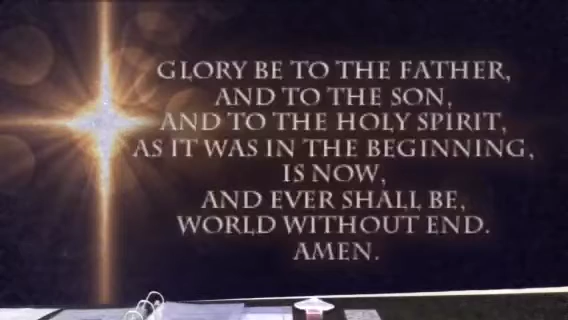 GLORY BE TO THE FATHER,
AND TO THE SON,
AND TO THE HOLY SPIRIT,
AS IT WAS IN THE BEGINNING,
IS NOW,
AND EVER SHALL BE,
WORLD WITHOUT END.
AMEN.